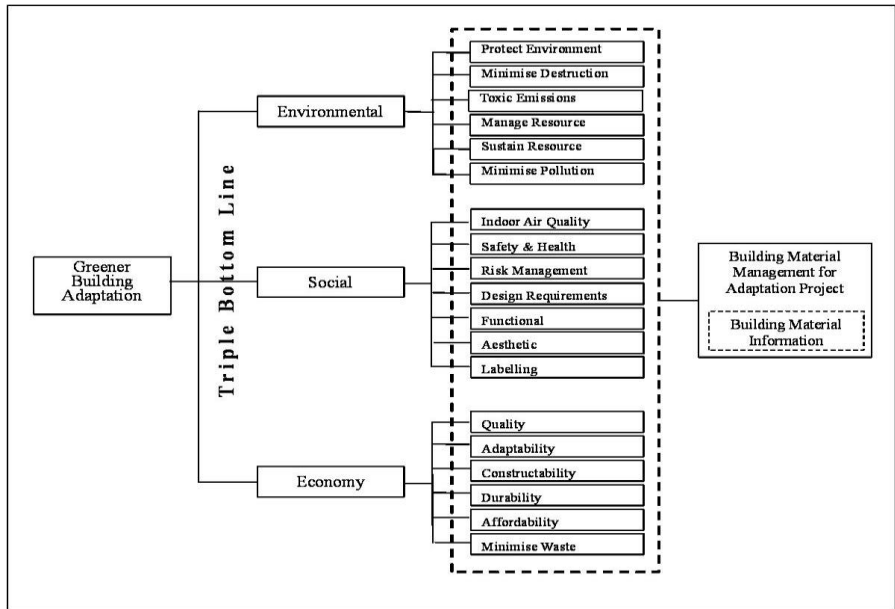 Greener
Building
Adaptation
Triple Bottom Line
Environmental
Protect Environment
Minimise Destruction
Toxic Emissions
Manage Resource
Sustain Resource
Minimise Pollution
Social
Indoor Air Quality
Safety & Health
Risk Management
Design Requirements
Functional
Aesthetic
Labelling
Economy
Quality
Adaptability
Constructability
Durability
Affordability
Minimise Waste
Building Material
Management for
Adaptation Project
Building Material
Information